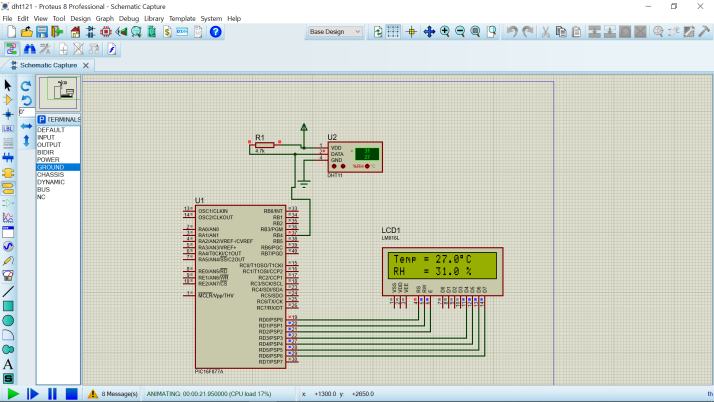 dht121 - Proteus 8 Professional - Schematic Capture
File Edit View Tool Design Graph Debug Library Template System Help
Base Design
Schematic Capture
0°
P TERMINALS
DEFAULT
INPUT
OUTPUT
BIDIR
POWER
GROUND
CHASSIS
DYNAMIC
BUS
NC
LBL
A
S
R1
4.7k
U2
VDD
DATA
GND
%RH
°C
DHT11
U1
OSC1/CLKIN
OSC2/CLKOUT
RA0/AN0
RA1/AN1
RA2/AN2/VREF-/CVREF
RA3/AN3/VREF+
RA4/T0CKI/C1OUT
RA5/AN4/SS/C2OUT
RE0/AN5/RD
RE1/AN6/WR
RE2/AN7/CS
MCLR/Vpp/THV
RB0/INT
RB1
RB2
RB3/PGM
RB4
RB5
RB6/PGC
RB7/PGD
RC0/T1OSO/T1CKI
RC1/T1OSI/CCP2
RC2/CCP1
RC3/SCK/SCL
RC4/SDI/SDA
RC5/SDO
RC6/TX/CK
RC7/RX/DT
RD0/PSP0
RD1/PSP1
RD2/PSP2
RD3/PSP3
RD4/PSP4
RD5/PSP5
RD6/PSP6
RD7/PSP7
PIC16F877A
LCD1
LM016L
Temp = 27.0°C
RH = 31.0 %
VSS VDD VEE RS RW E D0 D1 D2 D3 D4 D5 D6 D7
8 Message(s) ANIMATING: 00:00:21.950000 (CPU load 17%) x +1300.0 y +2650.0 th